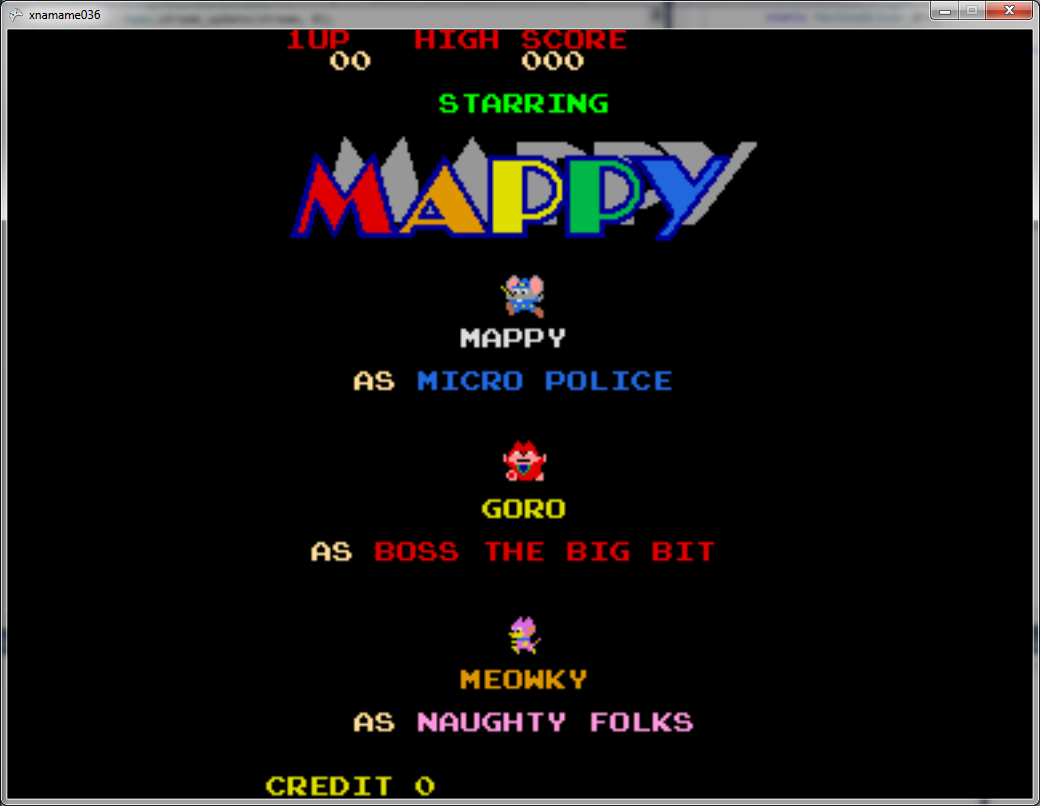 xnamame036
1UP HIGH SCORE
00 000
STARRING
MAPPY
MAPPY
AS MICRO POLICE
GORO
AS BOSS THE BIG BIT
MEOWKY
AS NAUGHTY FOLKS
CREDIT 0